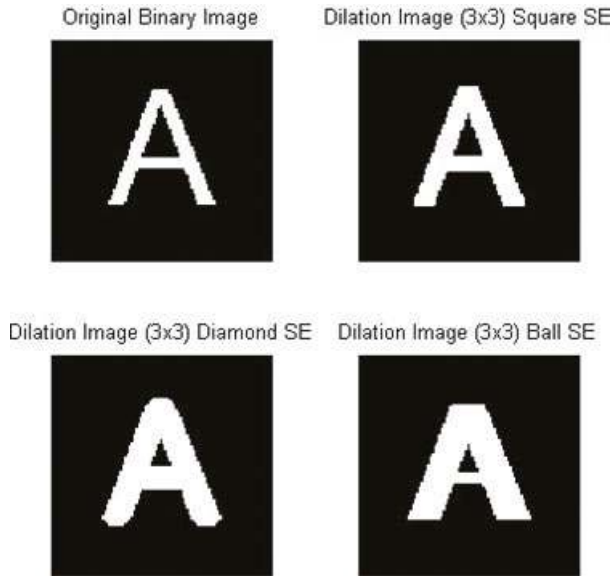 Original Binary Image
Dilation Image (3x3) Square SE
A
A
Dilation Image (3x3) Diamond SE
Dilation Image (3x3) Ball SE
A
A